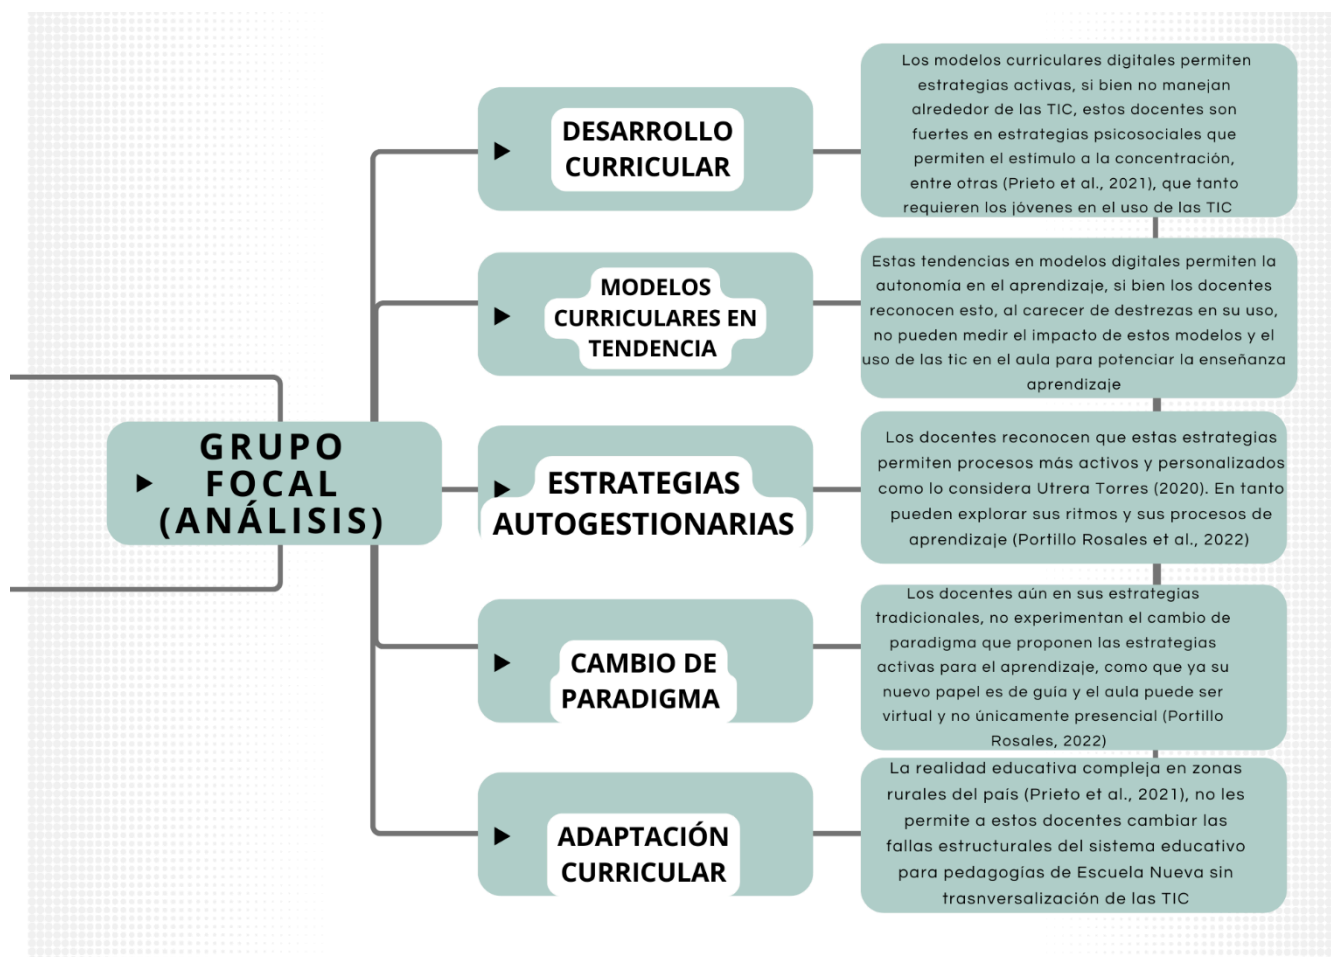 GRUPO
FOCAL
(ANÁLISIS)
DESARROLLO
CURRICULAR
Los modelos curriculares digitales permiten
estrategias activas, si bien no manejan
alrededor de las TIC, estos docentes son
fuertes en estrategias psicosociales que
permiten el estímulo a la concentración,
entre otras (Prieto et al., 2021), que tanto
requieren los jóvenes en el uso de las TIC
MODELOS
CURRICULARES EN
TENDENCIA
Estas tendencias en modelos digitales permiten la
autonomía en el aprendizaje, si bien los docentes
reconocen esto, al carecer de destrezas en su uso,
no pueden medir el impacto de estos modelos y el
uso de las tic en el aula para potenciar la enseñanza
aprendizaje
ESTRATEGIAS
AUTOGESTIONARIAS
Los docentes reconocen que estas estrategias
permiten procesos más activos y personalizados
como lo considera Utrera Torres (2020). En tanto
pueden explorar sus ritmos y sus procesos de
aprendizaje (Portillo Rosales et al., 2022)
CAMBIO DE
PARADIGMA
Los docentes aún en sus estrategias
tradicionales, no experimentan el cambio de
paradigma que proponen las estrategias
activas para el aprendizaje, como que ya su
nuevo papel es de guía y el aula puede ser
virtual y no únicamente presencial (Portillo
Rosales, 2022)
ADAPTACIÓN
CURRICULAR
La realidad educativa compleja en zonas
rurales del país (Prieto et al., 2021), no les
permite a estos docentes cambiar las
fallas estructurales del sistema educativo
para pedagogías de Escuela Nueva sin
trasnversalización de las TIC